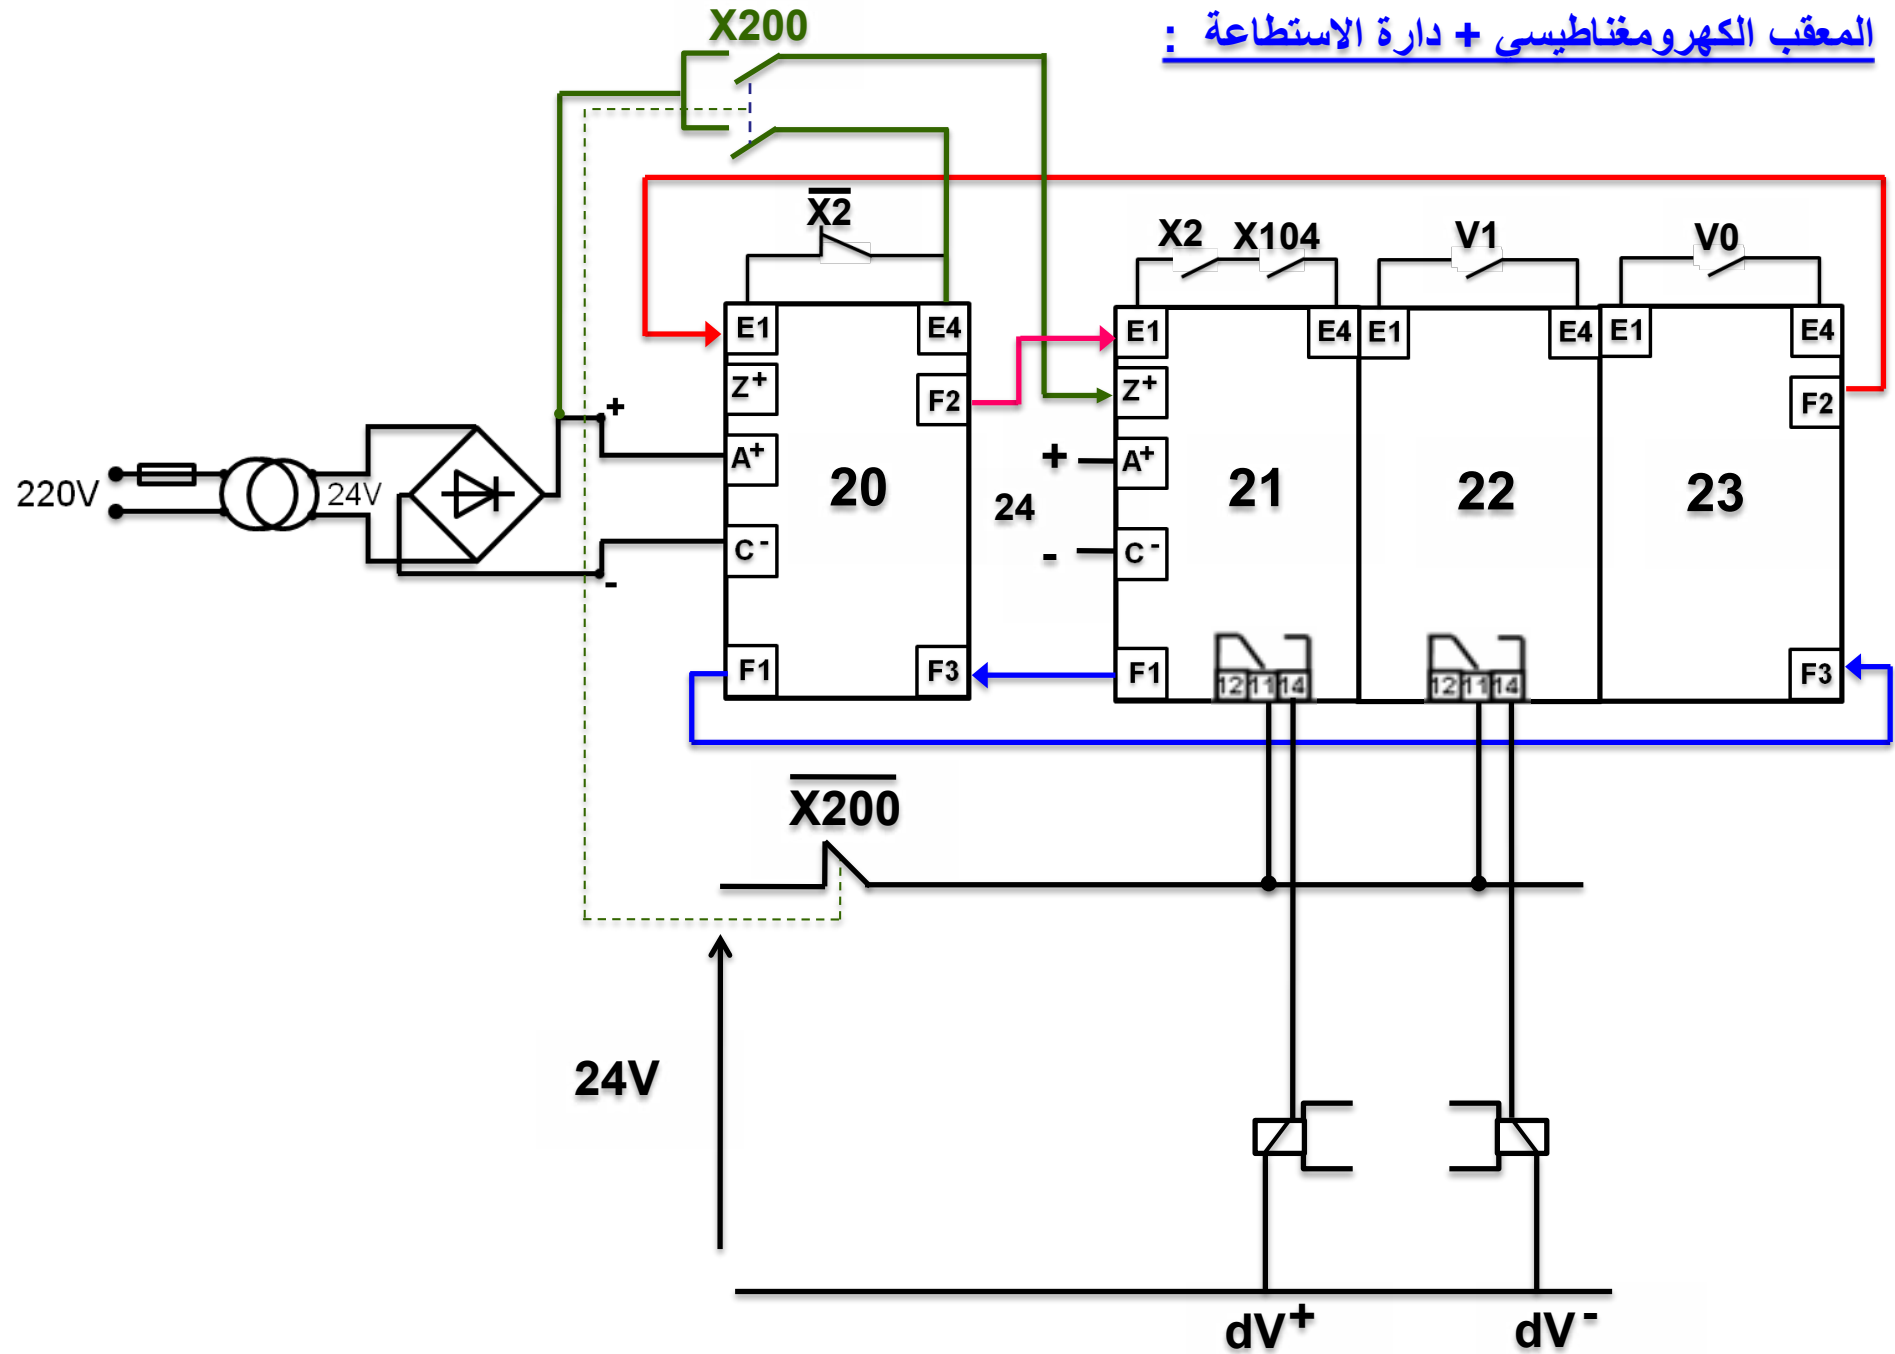 المعقب الكهرومغناطيسي + دارة الاستطاعة :
X200
X2
X2 X104 V1 V0
E1 E4 E1 E4 E1 E4 E1 E4
Z+ F2 Z+ F2
+
A+ + A+
220V 24V 20 24 21 22 23
C - - C -
-
F1 F3 F1 12 11 14 12 11 14 F3
X200
24V
dV+ dV-